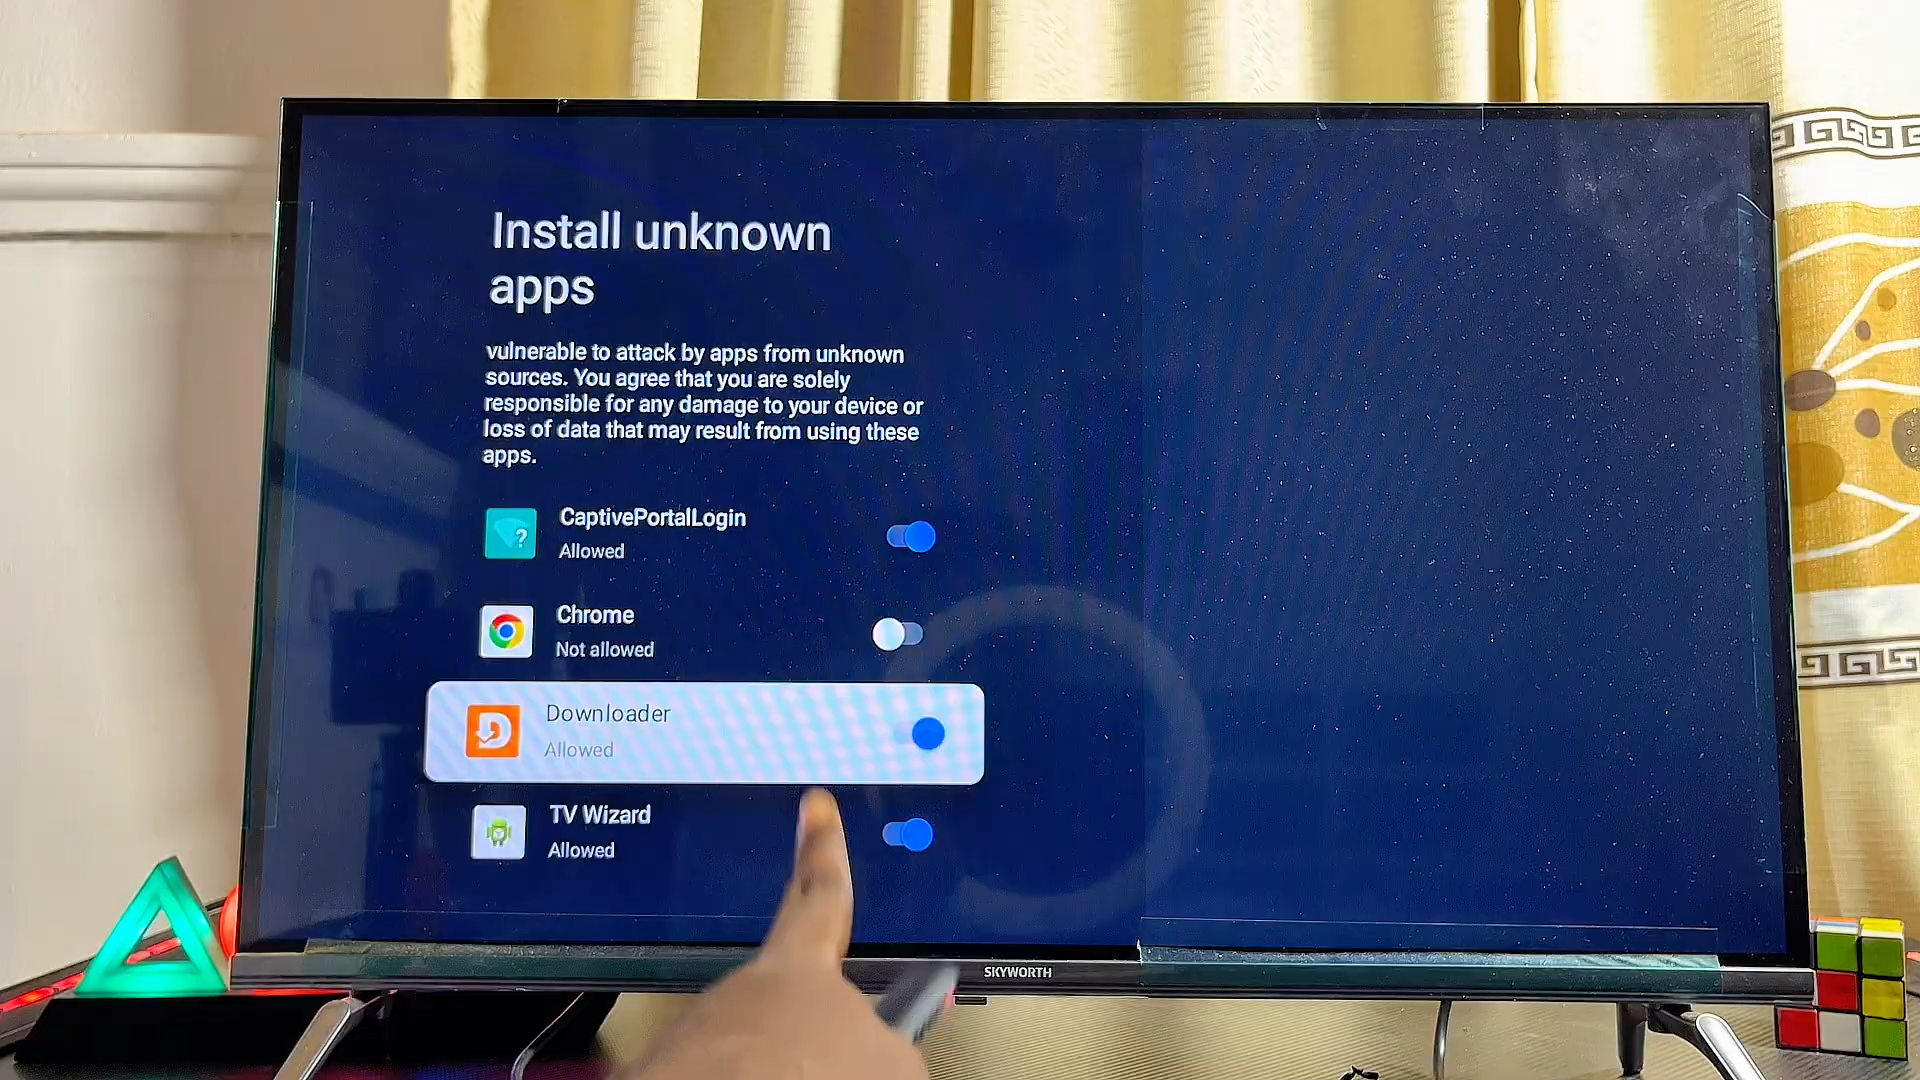 Install unknown
apps
vulnerable to attack by apps from unknown
sources. You agree that you are solely
responsible for any damage to your device or
loss of data that may result from using these
apps.
CaptivePortalLogin
Allowed
Chrome
Not allowed
Downloader
Allowed
TV Wizard
Allowed
SKYWORTH